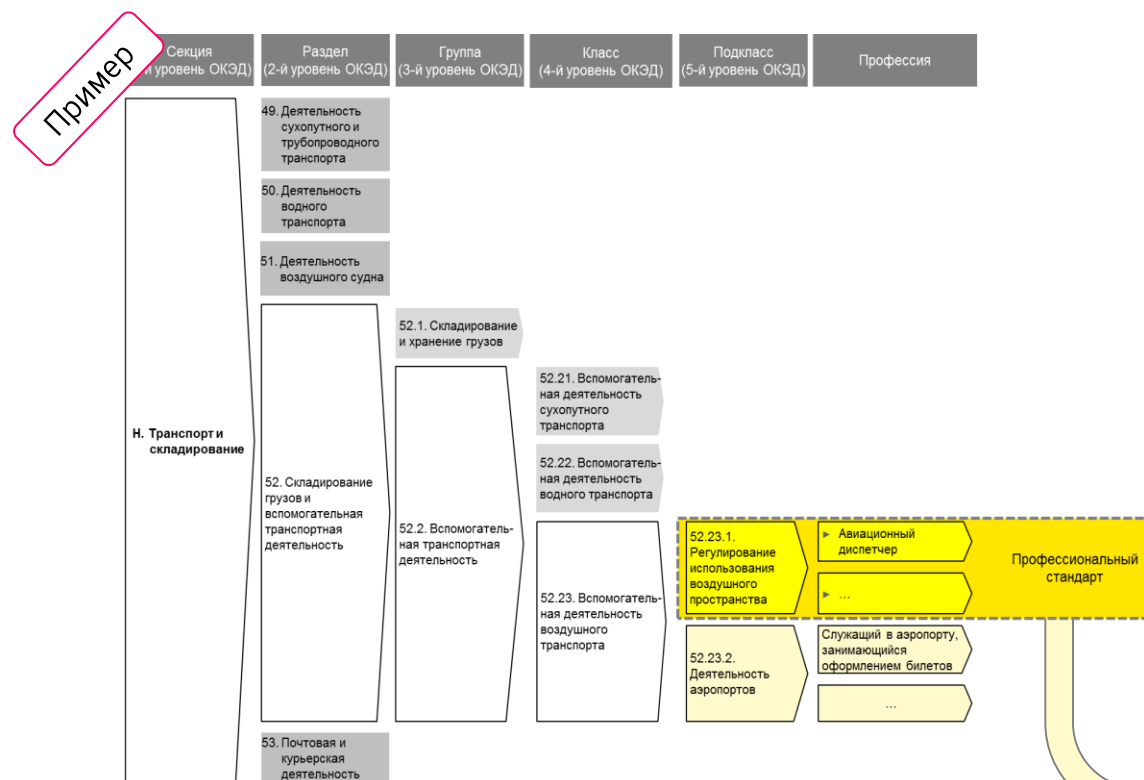 Пример
Секция
й уровень ОКЭД)
Раздел
(2-й уровень ОКЭД)
Группа
(3-й уровень ОКЭД)
Класс
(4-й уровень ОКЭД)
Подкласс
(5-й уровень ОКЭД)
Профессия
49. Деятельность
сухопутного и
трубопроводного
транспорта
50. Деятельность
водного
транспорта
51. Деятельность
воздушного судна
52.1. Складирование
и хранение грузов
52.21. Вспомогатель-
ная деятельность
сухопутного
транспорта
Н. Транспорт и
складирование
52. Складирование
грузов и
вспомогательная
транспортная
деятельность
52.2. Вспомогатель-
ная транспортная
деятельность
52.22. Вспомогатель-
ная деятельность
водного транспорта
52.23. Вспомогатель-
ная деятельность
воздушного
транспорта
52.23.1.
Регулирование
использования
воздушного
пространства
► Авиационный
диспетчер
► ...
Профессиональный
стандарт
52.23.2.
Деятельность
аэропортов
Служащий в аэропорту,
занимающийся
оформлением билетов
...
53. Почтовая и
курьерская
деятельность